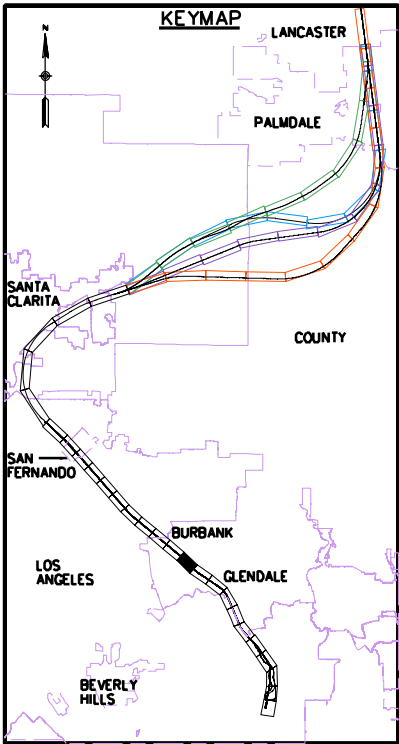 KEYMAP
N
LANCASTER
PALMDALE
SANTA
CLARITA
COUNTY
SAN
FERNANDO
BURBANK
LOS
ANGELES
GLENDALE
BEVERLY
HILLS